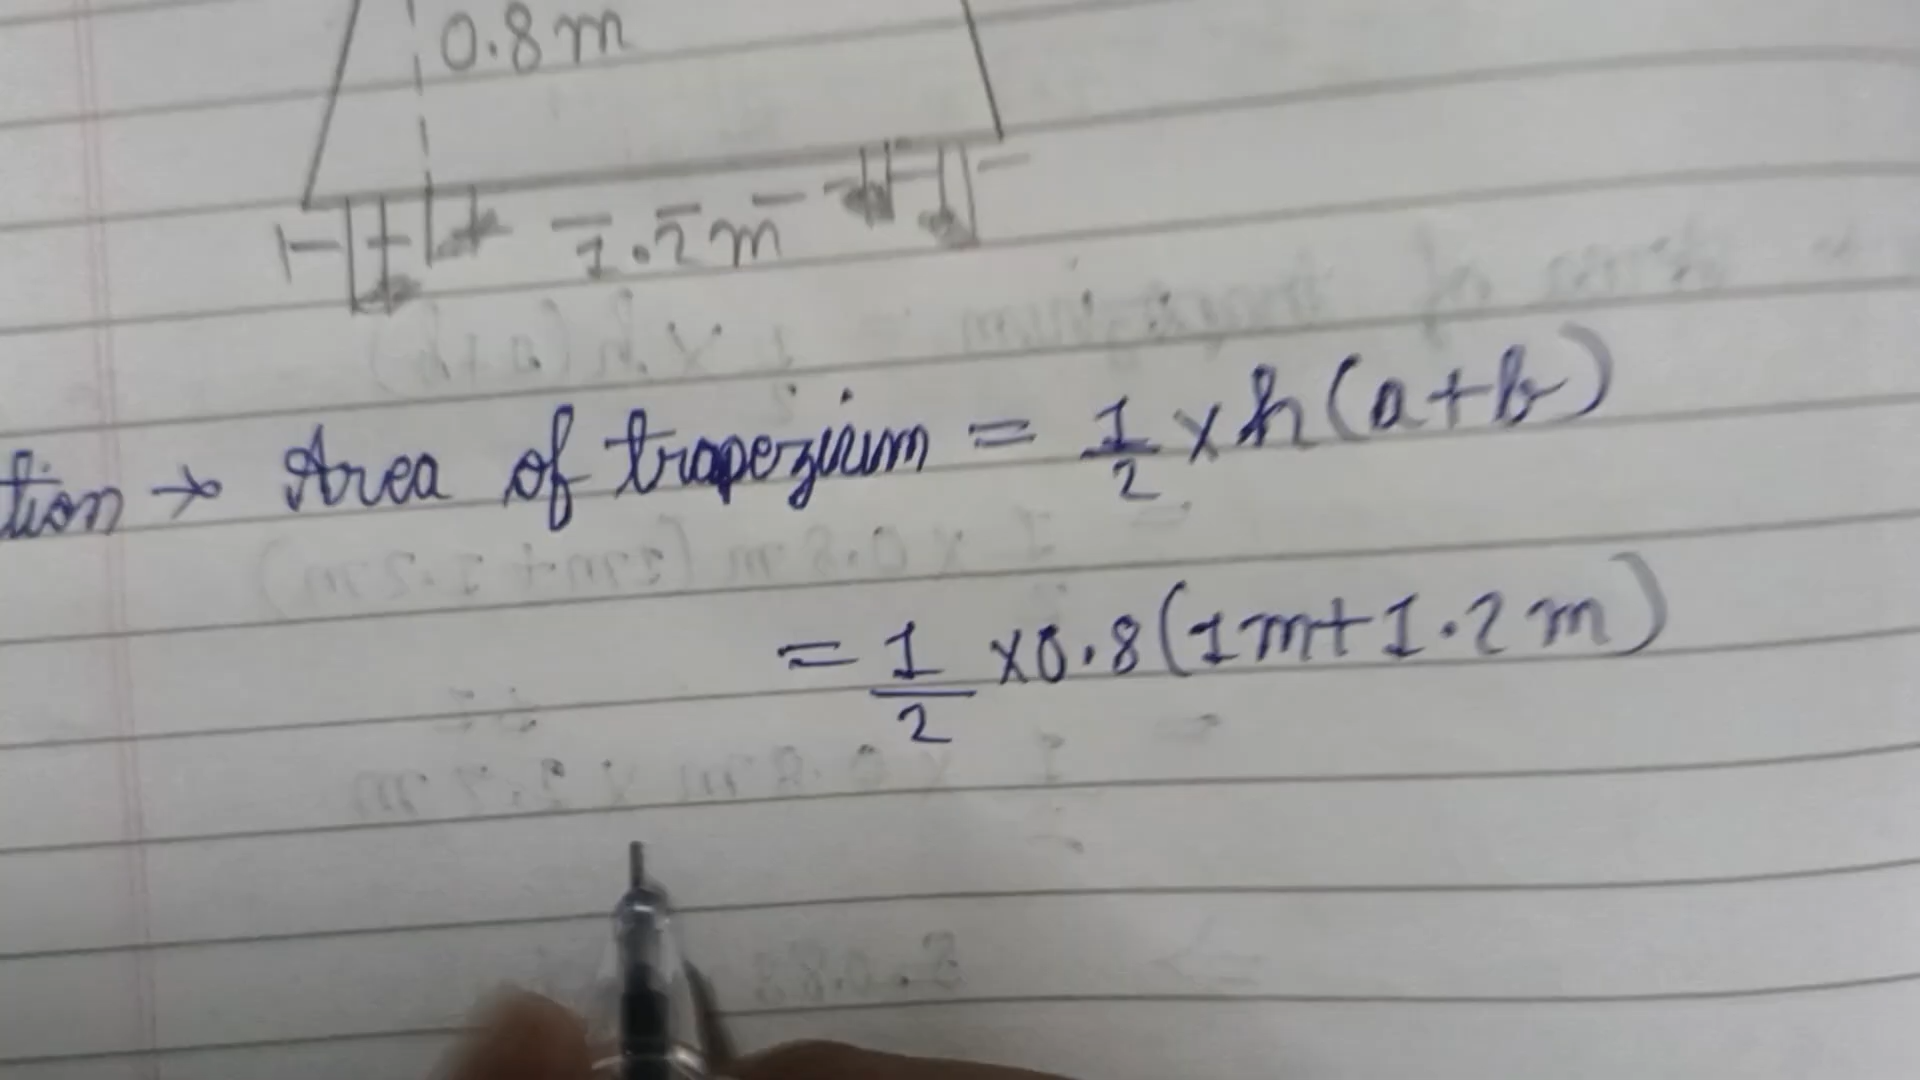 0.8m
1.2m
tion → Area of trapezium = 1/2 × h(a+b)
= 1/2 ×0.8(1m+1.2m)